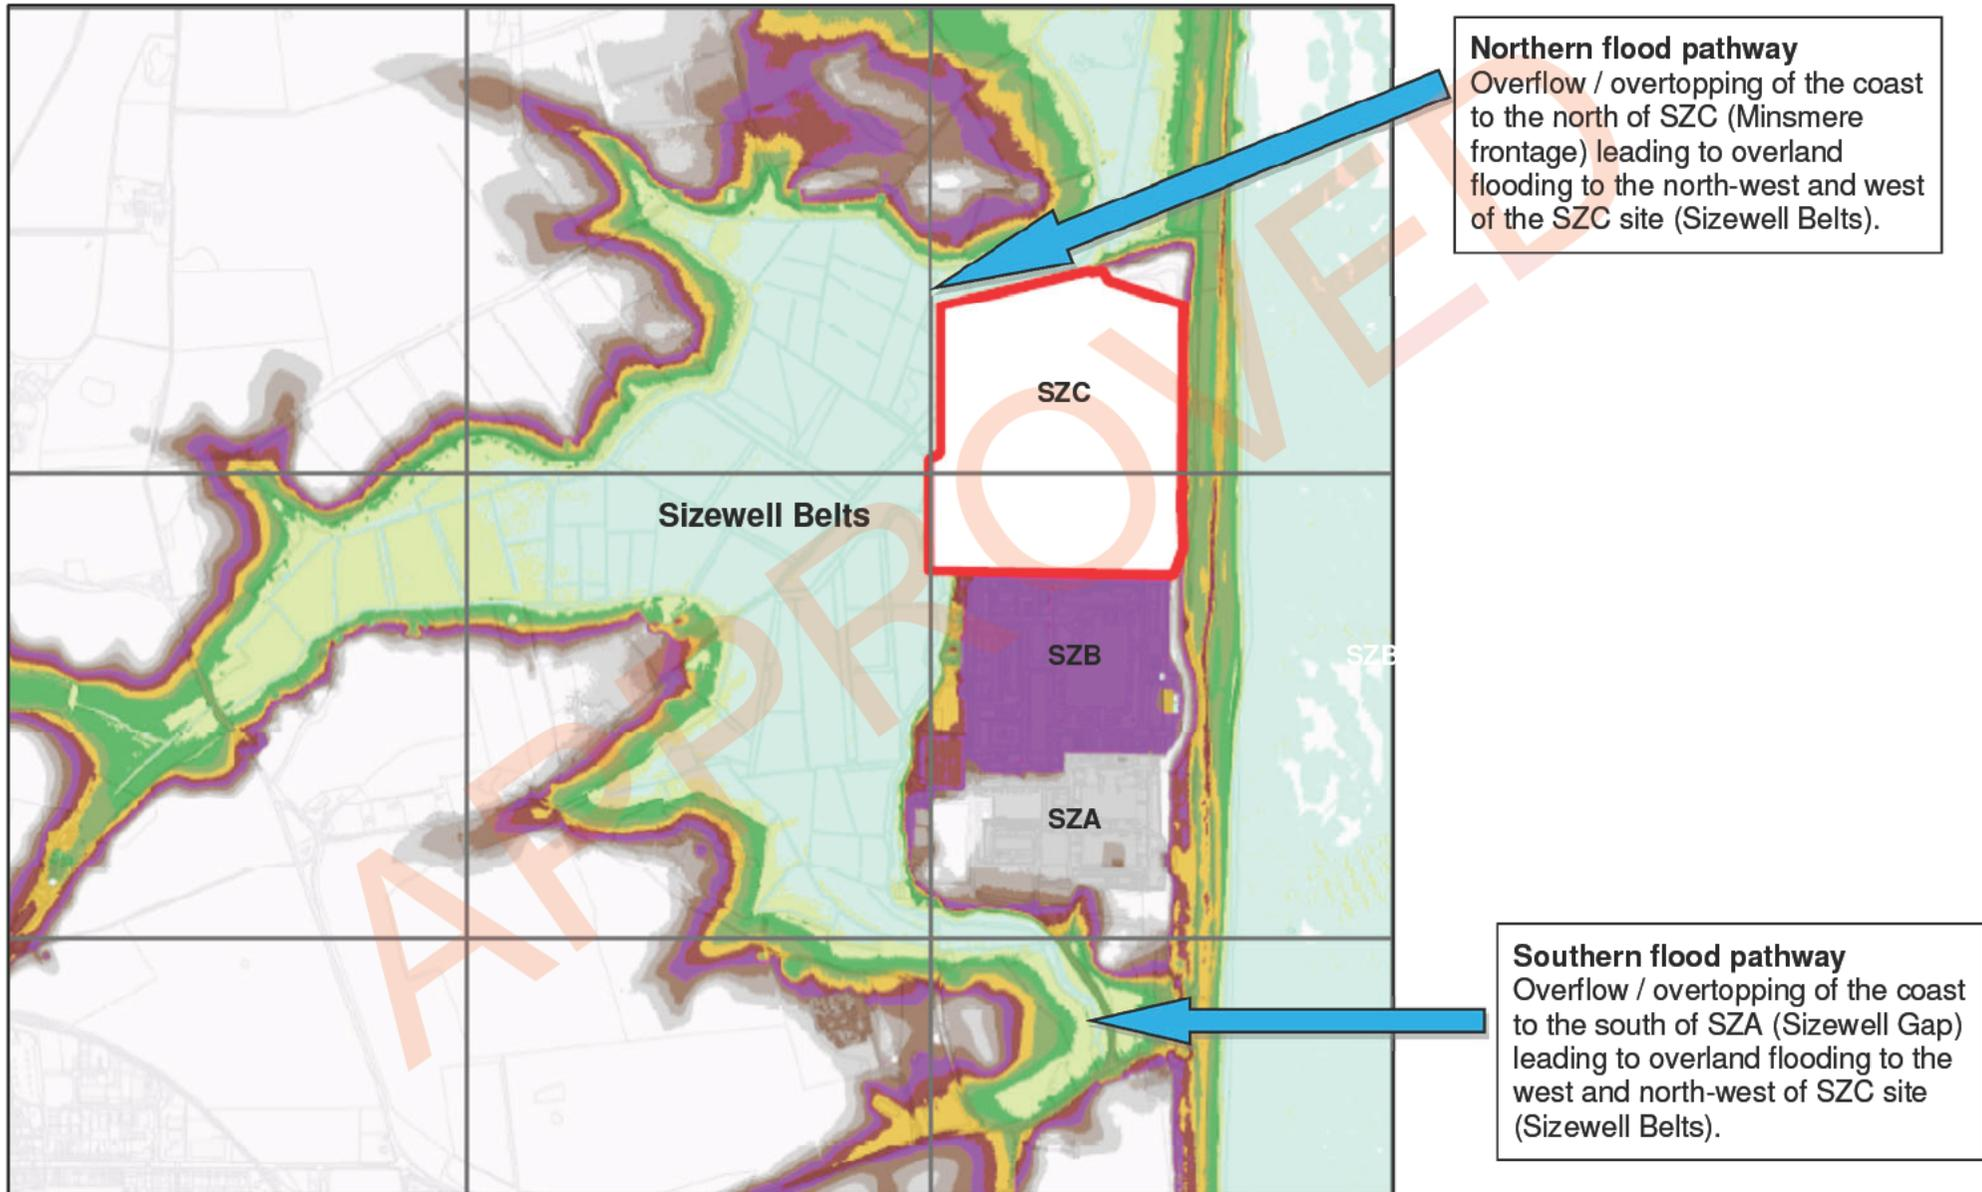 Northern flood pathway
Overflow / overtopping of the coast
to the north of SZC (Minsmere
frontage) leading to overland
flooding to the north-west and west
of the SZC site (Sizewell Belts).
SZC
Sizewell Belts
SZB
SZB
SZA
APPROVED
Southern flood pathway
Overflow / overtopping of the coast
to the south of SZA (Sizewell Gap)
leading to overland flooding to the
west and north-west of SZC site
(Sizewell Belts).